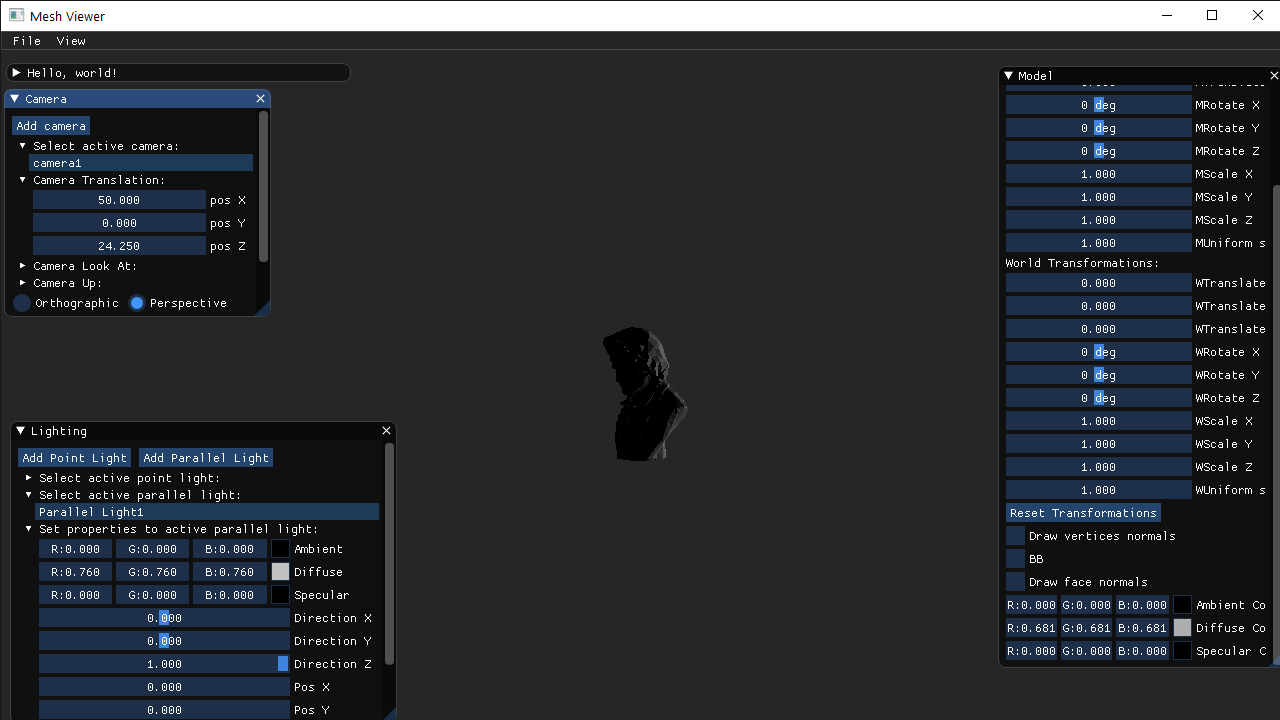 Mesh Viewer
File View
Hello, world!
Camera
Add camera
Select active camera:
camera1
Camera Translation:
50.000 pos X
0.000 pos Y
24.250 pos Z
Camera Look At:
Camera Up:
Orthographic Perspective
Lighting
Add Point Light Add Parallel Light
Select active point light:
Select active parallel light:
Parallel Light1
Set properties to active parallel light:
R:0.000 G:0.000 B:0.000 Ambient
R:0.760 G:0.760 B:0.760 Diffuse
R:0.000 G:0.000 B:0.000 Specular
0.000 Direction X
0.000 Direction Y
1.000 Direction Z
0.000 Pos X
0.000 Pos Y
Model
0 deg MRotate X
0 deg MRotate Y
0 deg MRotate Z
1.000 MScale X
1.000 MScale Y
1.000 MScale Z
1.000 MUniform s
World Transformations:
0.000 WTranslate
0.000 WTranslate
0.000 WTranslate
0 deg WRotate X
0 deg WRotate Y
0 deg WRotate Z
1.000 WScale X
1.000 WScale Y
1.000 WScale Z
1.000 WUniform s
Reset Transformations
Draw vertices normals
BB
Draw face normals
R:0.000 G:0.000 B:0.000 Ambient Co
R:0.681 G:0.681 B:0.681 Diffuse Co
R:0.000 G:0.000 B:0.000 Specular C